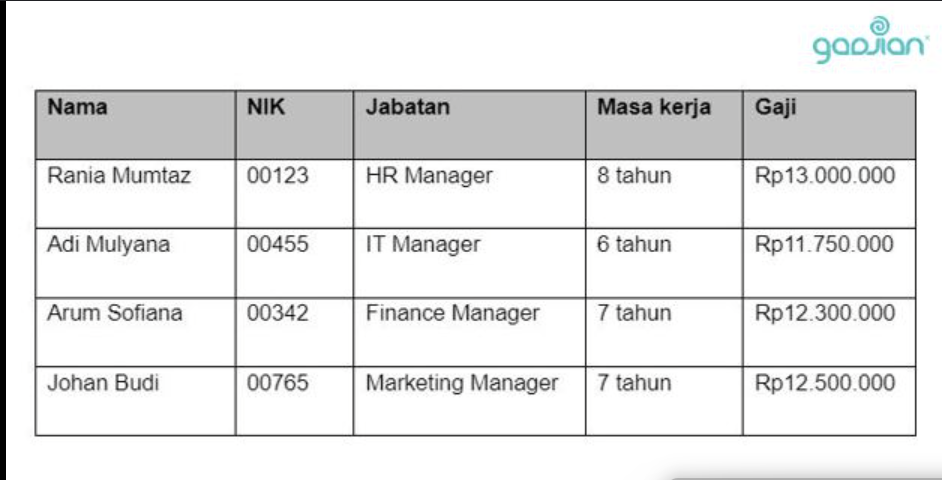 gaojian
Nama NIK Jabatan Masa kerja Gaji
Rania Mumtaz 00123 HR Manager 8 tahun Rp13.000.000
Adi Mulyana 00455 IT Manager 6 tahun Rp11.750.000
Arum Sofiana 00342 Finance Manager 7 tahun Rp12.300.000
Johan Budi 00765 Marketing Manager 7 tahun Rp12.500.000